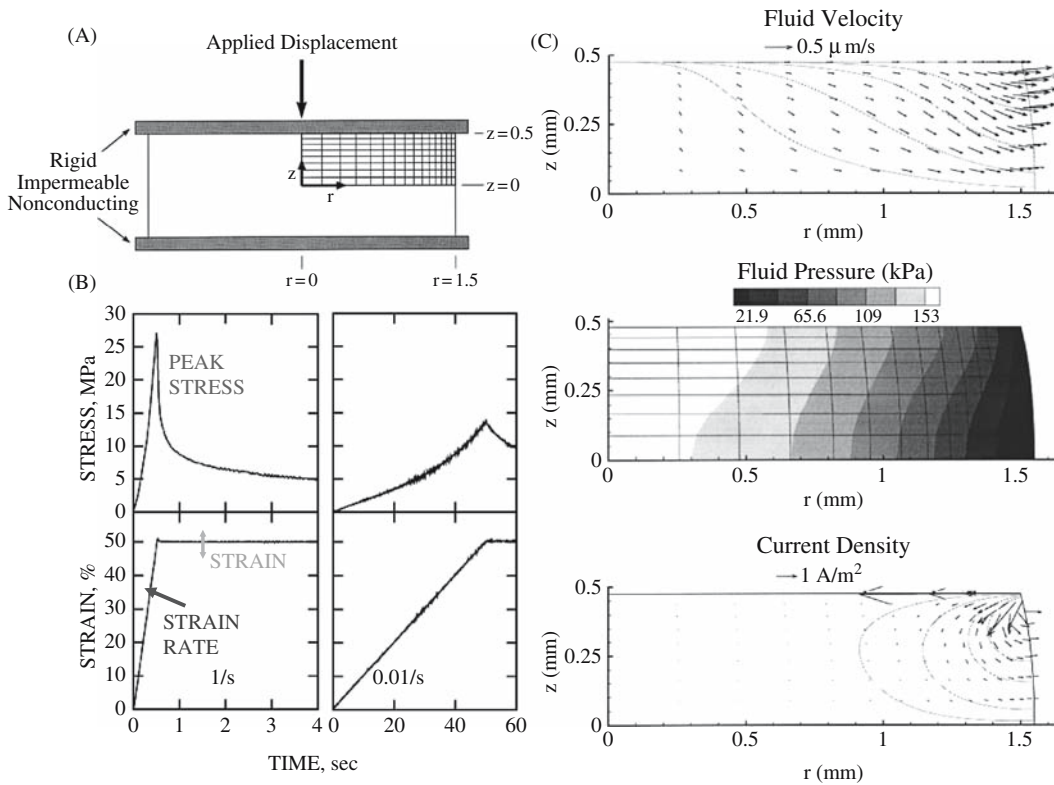 (A)
Applied Displacement
Rigid
Impermeable
Nonconducting
z
r
z=0.5
z=0
r=0
r=1.5
(B)
STRESS, MPa
30
25
20
15
10
5
0
PEAK
STRESS
STRAIN, %
50
40
30
20
10
0
STRAIN
STRAIN
RATE
1/s
0.01/s
0 1 2 3 4
0 20 40 60
TIME, sec
(C)
Fluid Velocity
0.5 μm/s
z (mm)
0.5
0.25
0
0 0.5 1 1.5
r (mm)
Fluid Pressure (kPa)
21.9 65.6 109 153
z (mm)
0.5
0.25
0
0 0.5 1 1.5
r (mm)
Current Density
1 A/m²
z (mm)
0.5
0.25
0
0 0.5 1 1.5
r (mm)